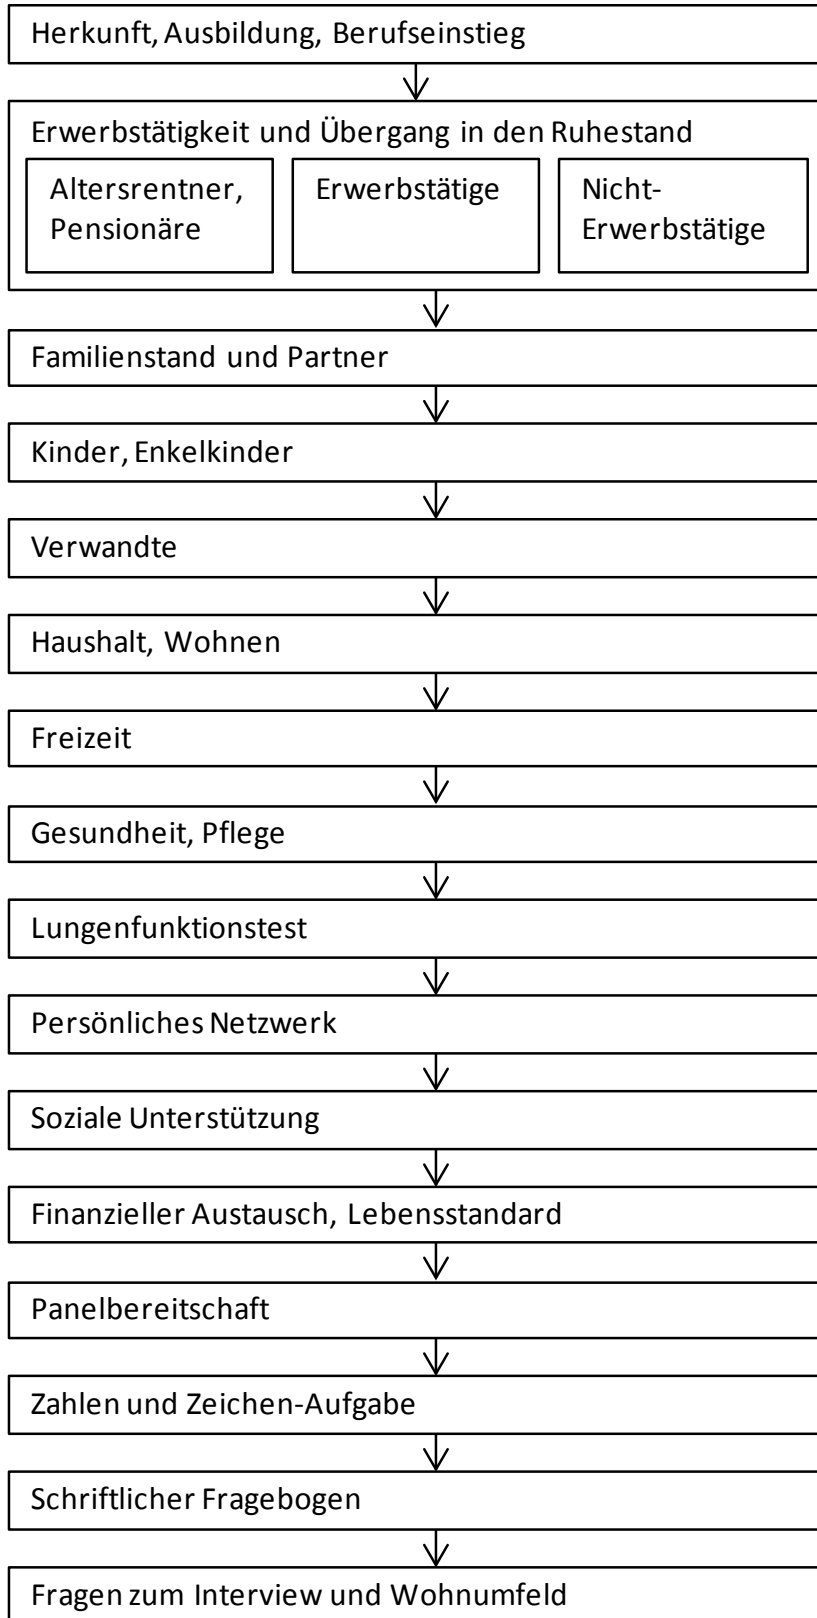 Herkunft, Ausbildung, Berufseinstieg
Erwerbstätigkeit und Übergang in den Ruhestand
Altersrentner,
Pensionäre
Erwerbstätige
Nicht-
Erwerbstätige
Familienstand und Partner
Kinder, Enkelkinder
Verwandte
Haushalt, Wohnen
Freizeit
Gesundheit, Pflege
Lungenfunktionstest
Persönliches Netzwerk
Soziale Unterstützung
Finanzieller Austausch, Lebensstandard
Panelbereitschaft
Zahlen und Zeichen-Aufgabe
Schriftlicher Fragebogen
Fragen zum Interview und Wohnumfeld